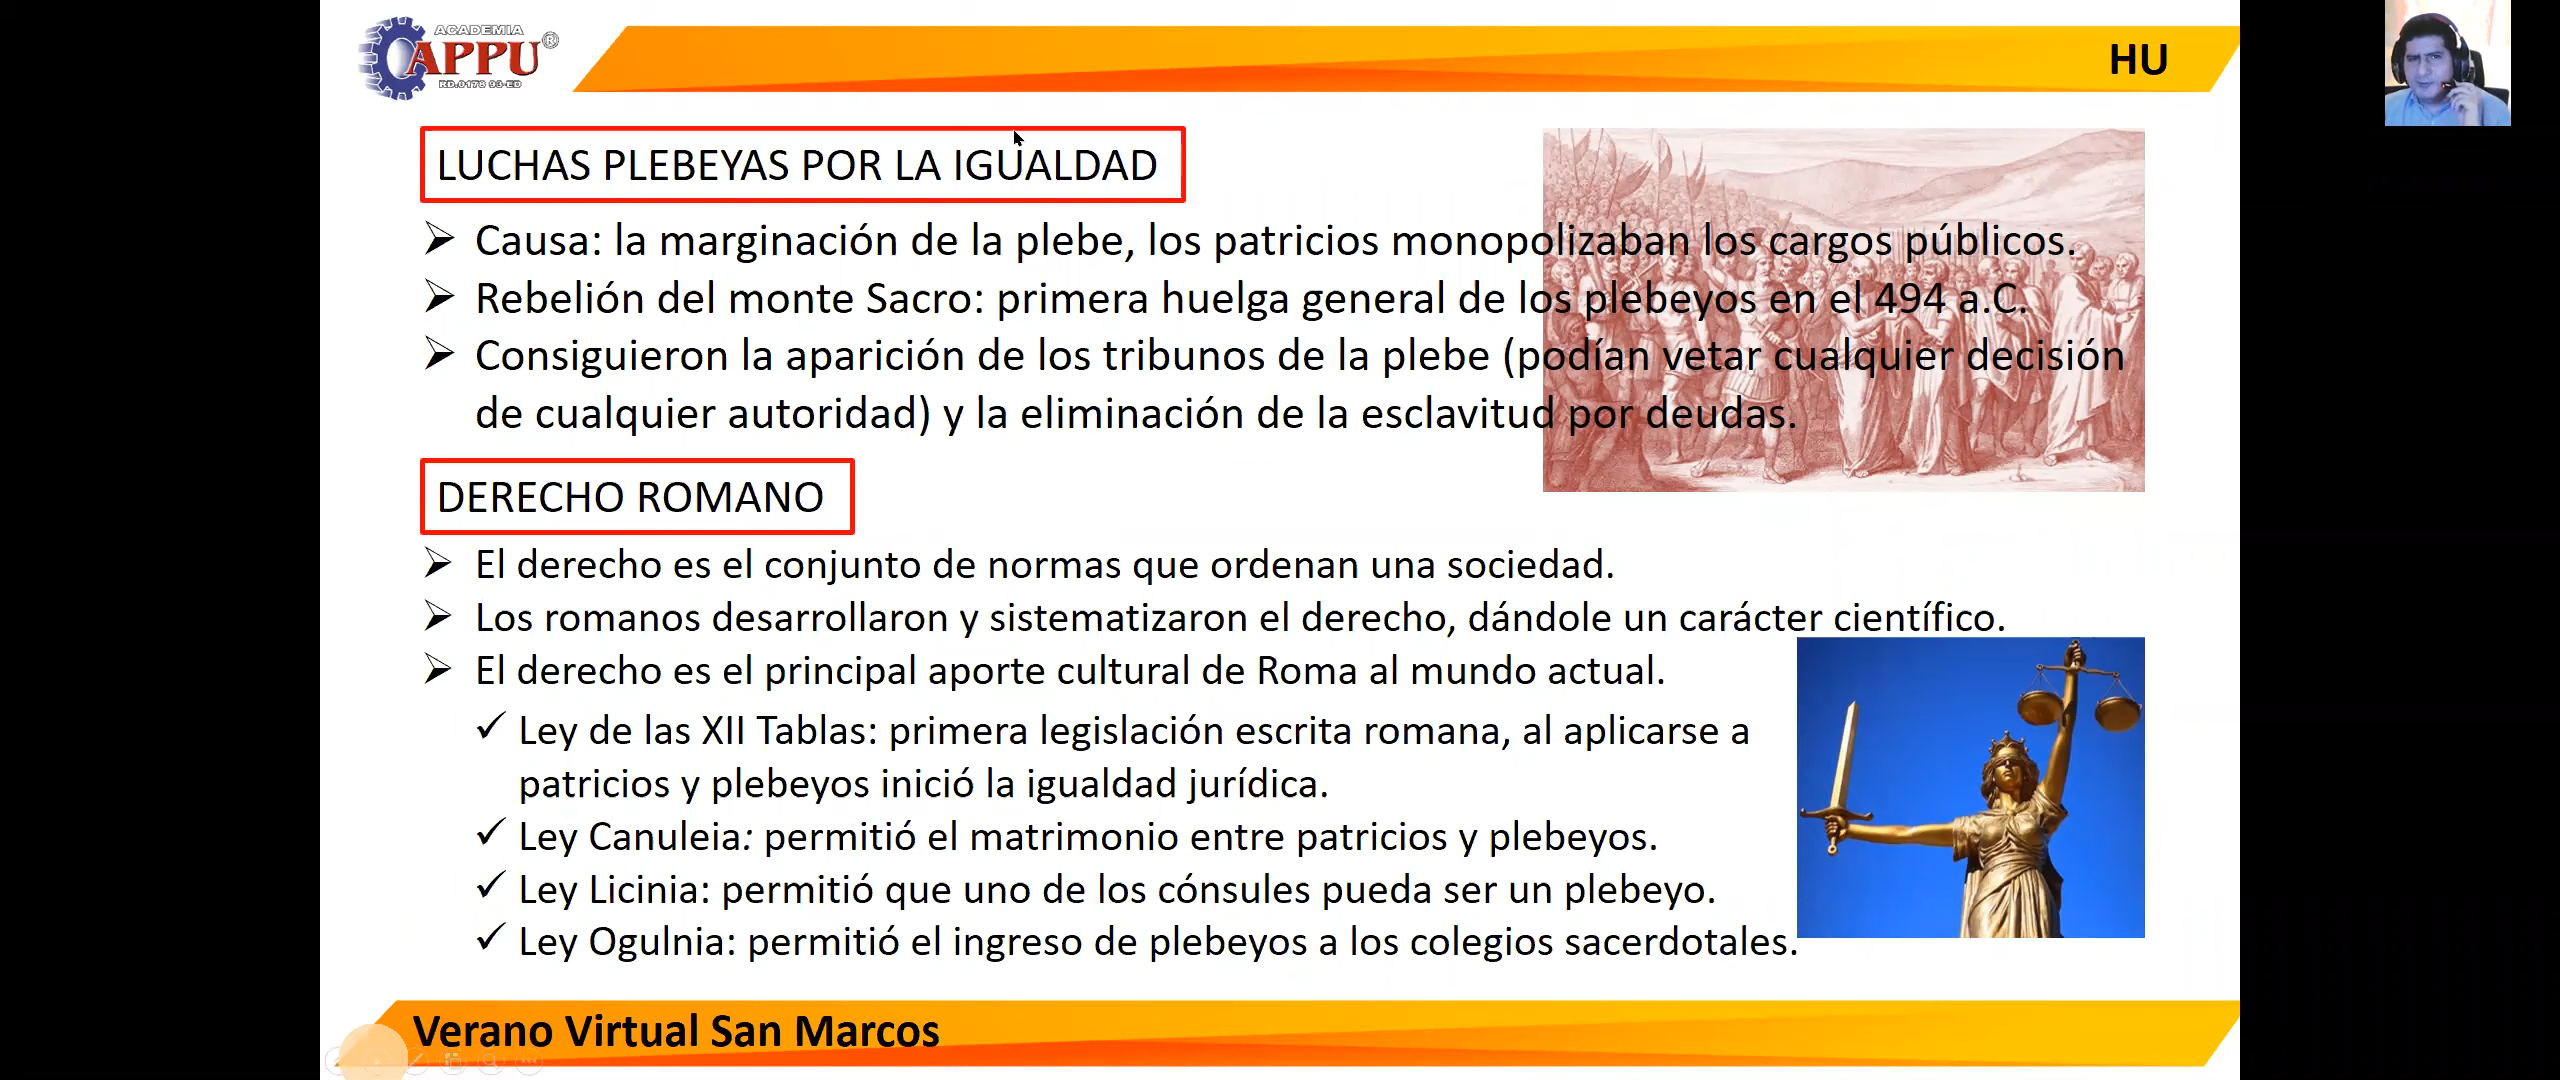 ACADEMIA
APPU®
RD.0178 93-ED
HU
LUCHAS PLEBEYAS POR LA IGUALDAD
➢ Causa: la marginación de la plebe, los patricios monopolizaban los cargos públicos.
➢ Rebelión del monte Sacro: primera huelga general de los plebeyos en el 494 a.C.
➢ Consiguieron la aparición de los tribunos de la plebe (podían vetar cualquier decisión
de cualquier autoridad) y la eliminación de la esclavitud por deudas.
DERECHO ROMANO
➢ El derecho es el conjunto de normas que ordenan una sociedad.
➢ Los romanos desarrollaron y sistematizaron el derecho, dándole un carácter científico.
➢ El derecho es el principal aporte cultural de Roma al mundo actual.
✓ Ley de las XII Tablas: primera legislación escrita romana, al aplicarse a
patricios y plebeyos inició la igualdad jurídica.
✓ Ley Canuleia: permitió el matrimonio entre patricios y plebeyos.
✓ Ley Licinia: permitió que uno de los cónsules pueda ser un plebeyo.
✓ Ley Ogulnia: permitió el ingreso de plebeyos a los colegios sacerdotales.
Verano Virtual San Marcos